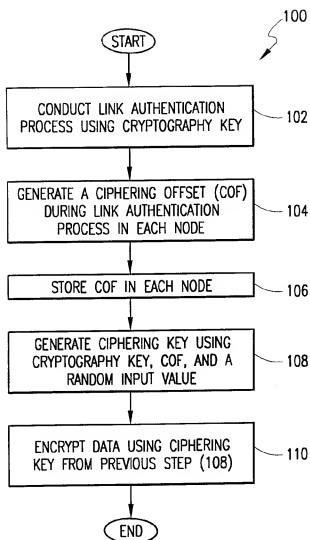 100
START
CONDUCT LINK AUTHENTICATION
PROCESS USING CRYPTOGRAPHY KEY
102
GENERATE A CIPHERING OFFSET (COF)
DURING LINK AUTHENTICATION
PROCESS IN EACH NODE
104
STORE COF IN EACH NODE
106
GENERATE CIPHERING KEY USING
CRYPTOGRAPHY KEY, COF, AND A
RANDOM INPUT VALUE
108
ENCRYPT DATA USING CIPHERING
KEY FROM PREVIOUS STEP (108)
110
END